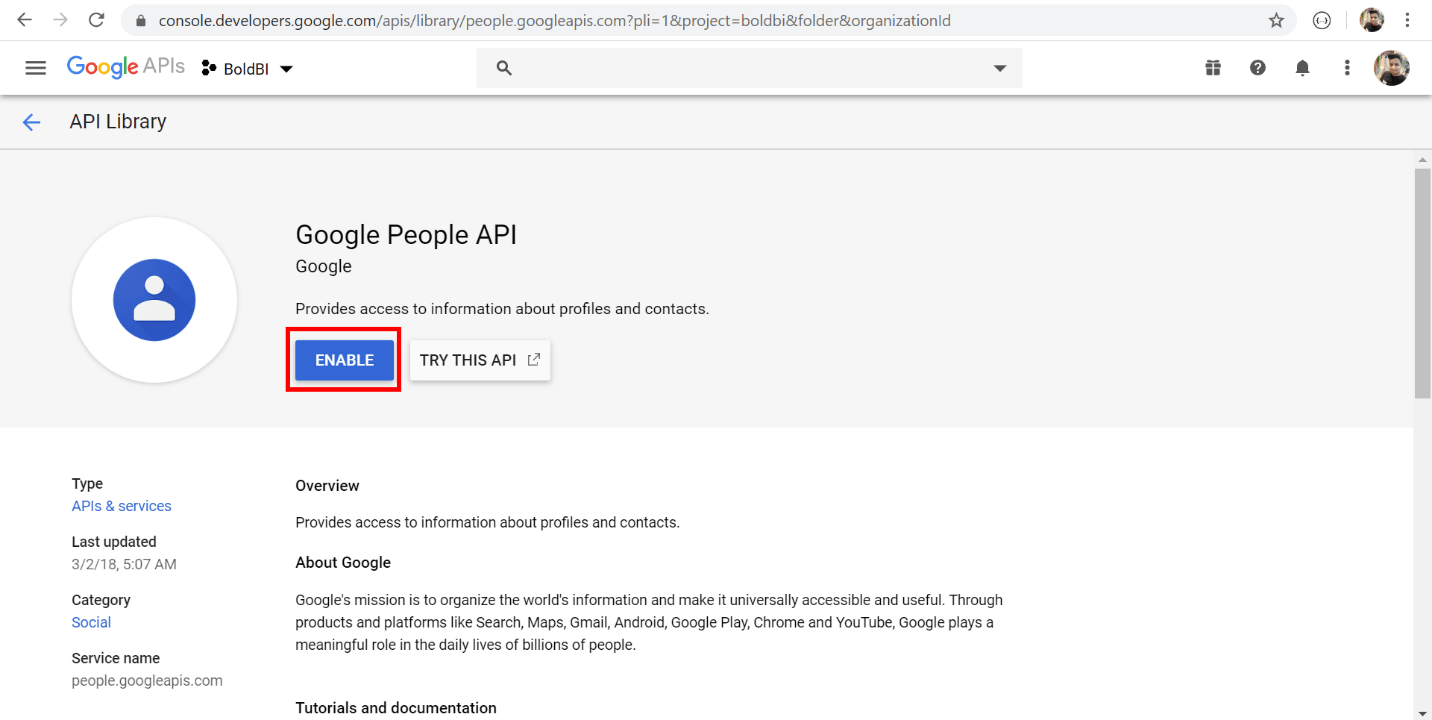 console.developers.google.com/apis/library/people.googleapis.com?pli=1&project=boldbi&folder&organizationId
Google APIs BoldBI
API Library
Google People API
Google
Provides access to information about profiles and contacts.
ENABLE TRY THIS API
Type
APIs & services
Last updated
3/2/18, 5:07 AM
Category
Social
Service name
people.googleapis.com
Overview
Provides access to information about profiles and contacts.
About Google
Google's mission is to organize the world's information and make it universally accessible and useful. Through
products and platforms like Search, Maps, Gmail, Android, Google Play, Chrome and YouTube, Google plays a
meaningful role in the daily lives of billions of people.
Tutorials and documentation